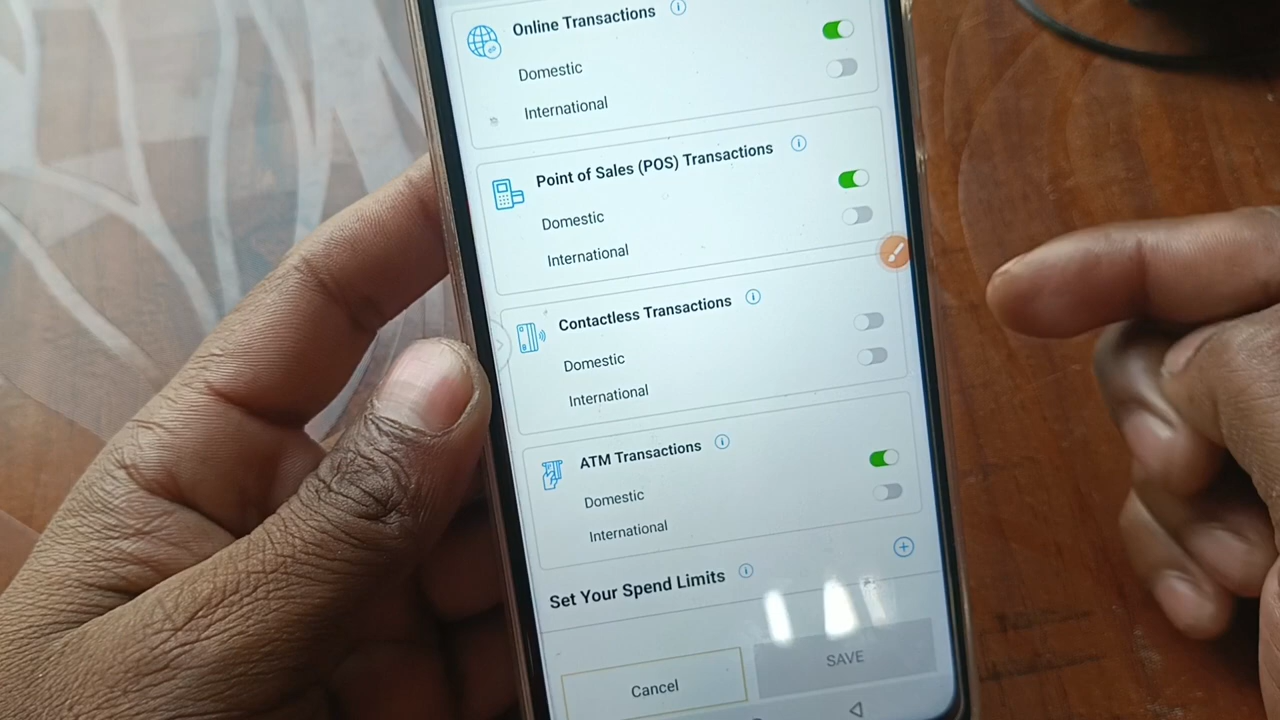 Online Transactions
Domestic
International
Point of Sales (POS) Transactions
Domestic
International
Contactless Transactions
Domestic
International
ATM Transactions
Domestic
International
Set Your Spend Limits
Cancel
SAVE